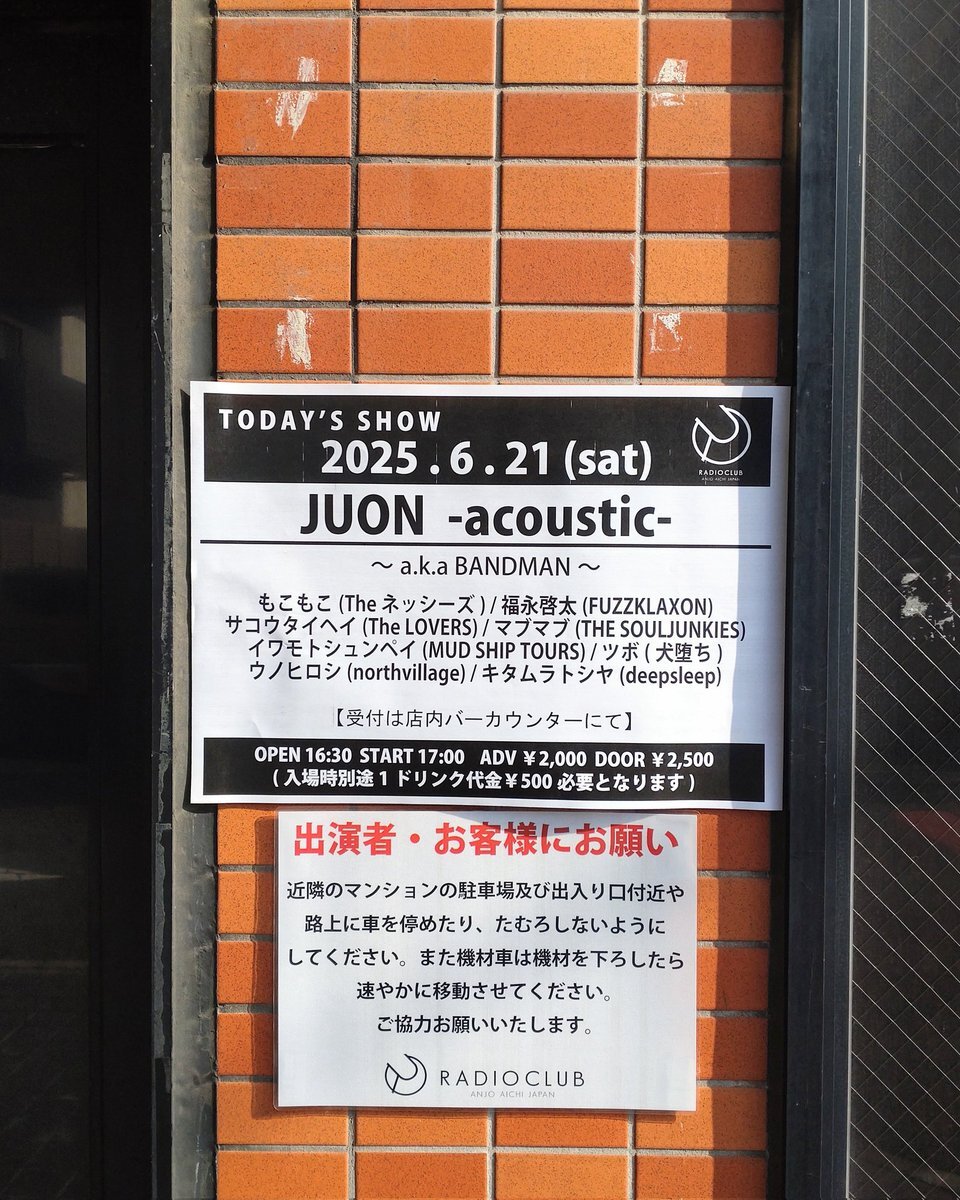 TODAY'S SHOW
2025 . 6 . 21 (sat)
RADIOCLUB
ANJO AICHI JAPAN
JUON -acoustic-
～ a.k.a BANDMAN ～
もこもこ (The ネッシーズ ) / 福永啓太 (FUZZKLAXON)
サコウタイヘイ (The LOVERS) / マブマブ (THE SOULJUNKIES)
イワモトシュンペイ (MUD SHIP TOURS) / ツボ ( 犬堕ち )
ウノヒロシ (northvillage) / キタムラトシヤ (deepsleep)
【受付は店内バーカウンターにて】
OPEN 16:30 START 17:00 ADV ￥2,000 DOOR ￥2,500
( 入場時別途 1 ドリンク代金￥500 必要となります )
出演者・お客様にお願い
近隣のマンションの駐車場及び出入り口付近や
路上に車を停めたり、たむろしないように
してください。また機材車は機材を下ろしたら
速やかに移動させてください。
ご協力お願いいたします。
RADIOCLUB
ANJO AICHI JAPAN